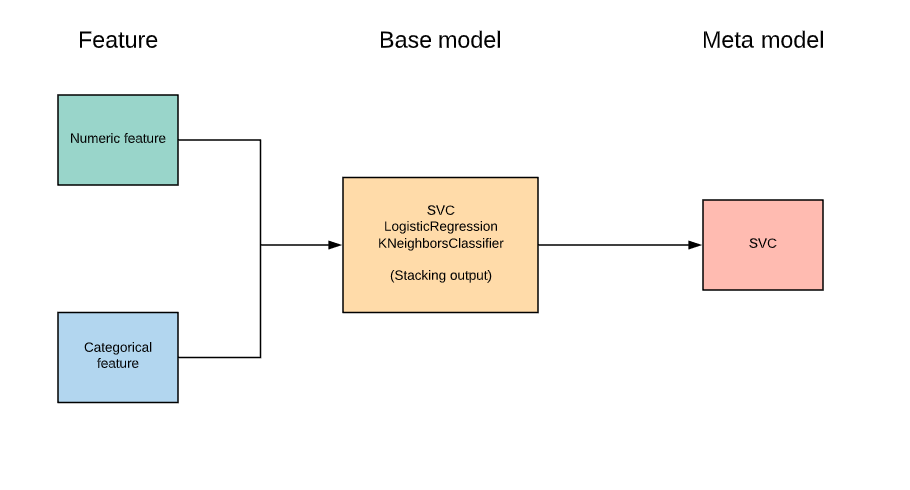 Feature
Base model
Meta model
Numeric feature
SVC
LogisticRegression
KNeighborsClassifier
(Stacking output)
SVC
Categorical
feature